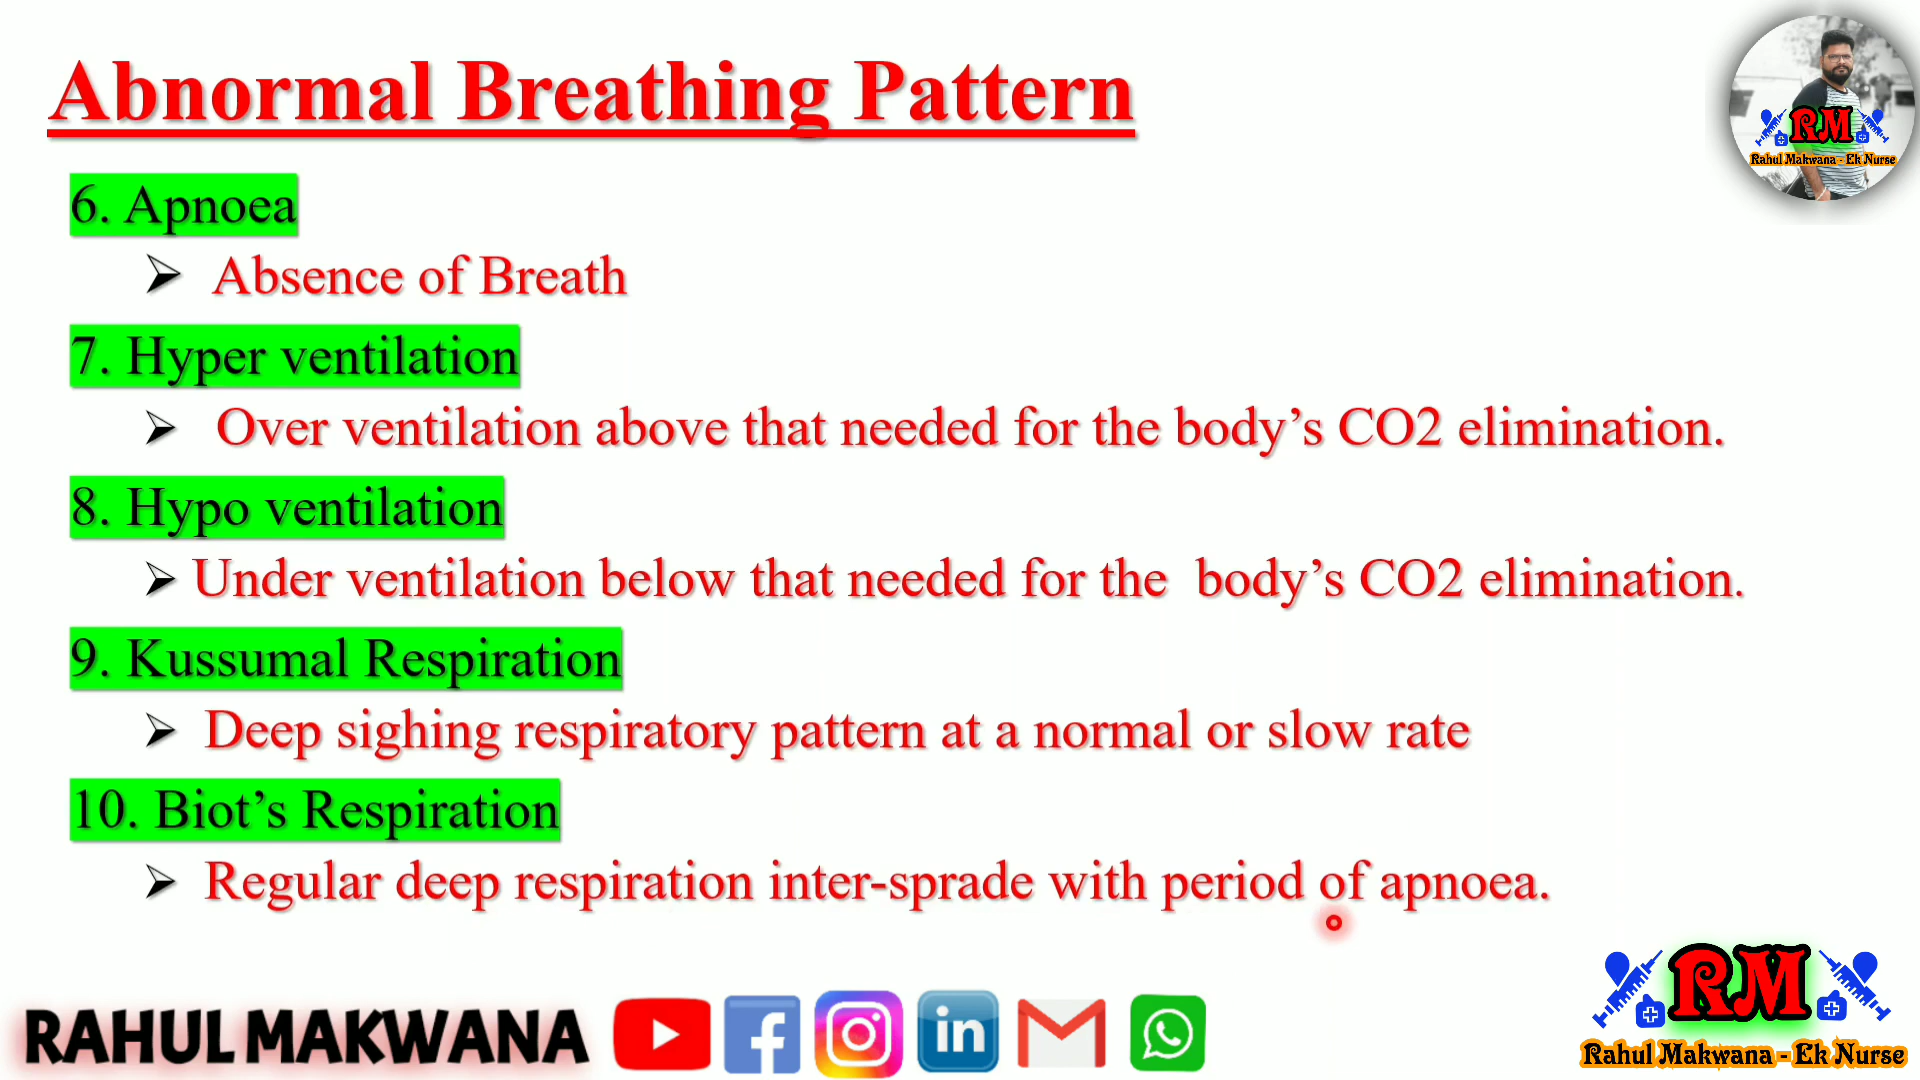 Abnormal Breathing Pattern
RM
Rahul Makwana - Ek Nurse
6. Apnoea
➢ Absence of Breath
7. Hyper ventilation
➢ Over ventilation above that needed for the body’s CO2 elimination.
8. Hypo ventilation
➢ Under ventilation below that needed for the body’s CO2 elimination.
9. Kussumal Respiration
➢ Deep sighing respiratory pattern at a normal or slow rate
10. Biot’s Respiration
➢ Regular deep respiration inter-sprade with period of apnoea.
RAHUL MAKWANA
f
in
RM
Rahul Makwana - Ek Nurse